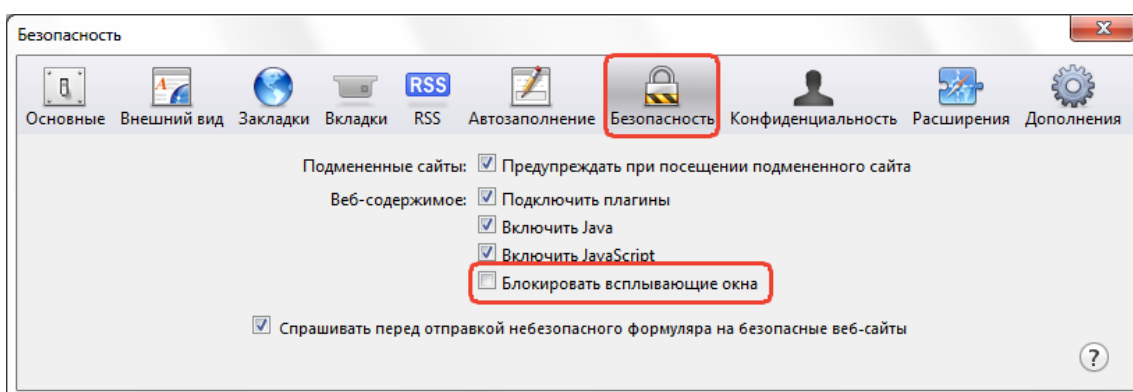 Безопасность
RSS
Основные Внешний вид Закладки Вкладки RSS Автозаполнение Безопасность Конфиденциальность Расширения Дополнения
Подмененные сайты: Предупреждать при посещении подмененного сайта
Веб-содержимое: Подключить плагины
Включить Java
Включить JavaScript
Блокировать всплывающие окна
Спрашивать перед отправкой небезопасного формуляра на безопасные веб-сайты
?